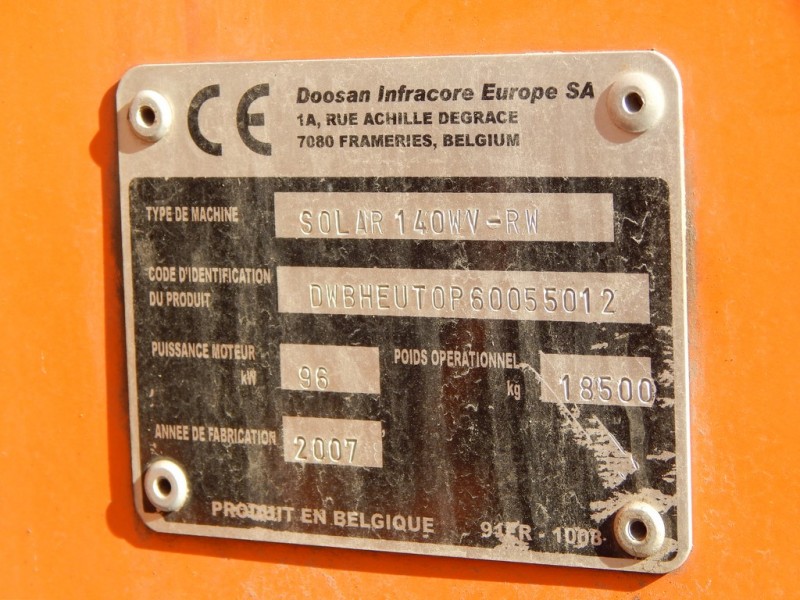 CE
Doosan Infracore Europe SA
1A, RUE ACHILLE DEGRACE
7080 FRAMERIES, BELGIUM
TYPE DE MACHINE SOLAR 140WV-RW
CODE D'IDENTIFICATION
DU PRODUIT DWBHEUT0P60055012
PUISSANCE MOTEUR
kW 96
POIDS OPERATIONNEL
kg 18500
ANNEE DE FABRICATION 2007
PRODUIT EN BELGIQUE